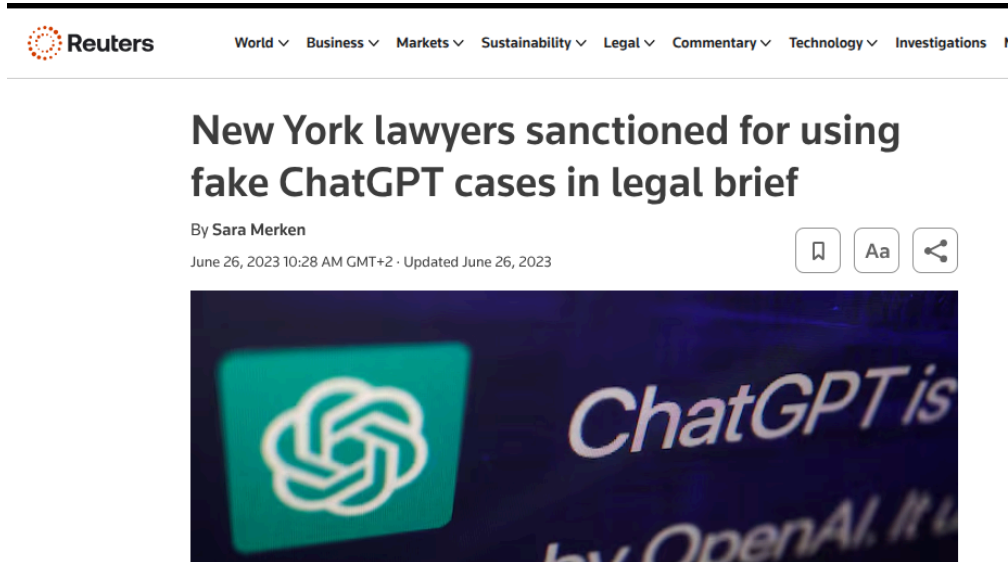 Reuters
World Business Markets Sustainability Legal Commentary Technology Investigations
New York lawyers sanctioned for using
fake ChatGPT cases in legal brief
By Sara Merken
June 26, 2023 10:28 AM GMT+2 · Updated June 26, 2023
Aa
ChatGPT is
by OpenAI. It